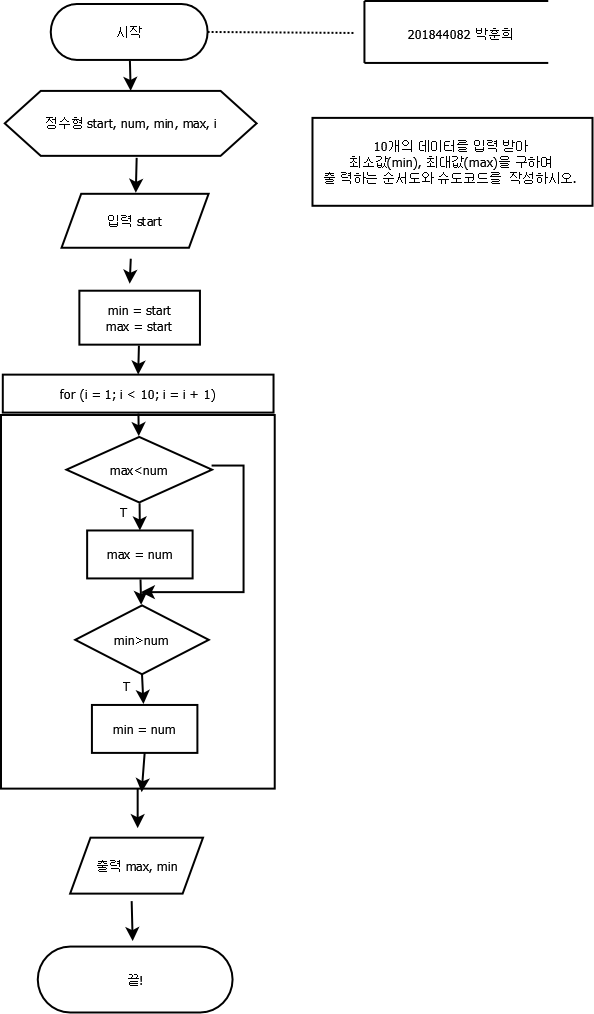 시작
201844082 박훈희
정수형 start, num, min, max, i
10개의 데이터를 입력 받아
최소값(min), 최대값(max)을 구하며
출 력하는 순서도와 슈도코드를 작성하시오.
입력 start
min = start
max = start
for (i = 1; i < 10; i = i + 1)
max<num
T
max = num
min>num
T
min = num
출력 max, min
끝!